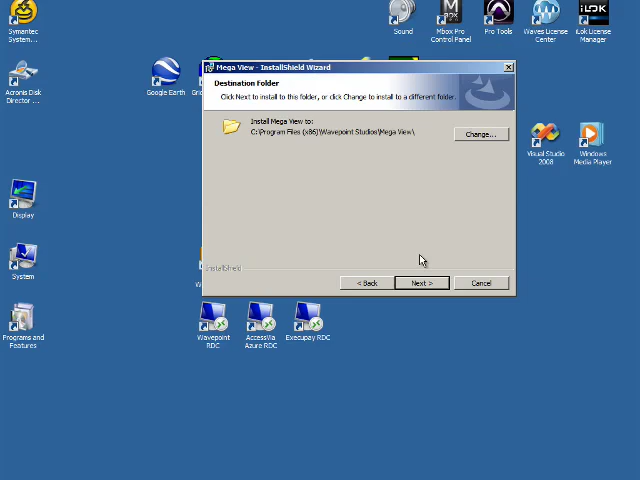 Symantec
System...
Sound
Mbox Pro
Control Panel
Pro Tools
Waves License
Center
iLok License
Manager
Acronis Disk
Director ...
Google Earth
Mega View - InstallShield Wizard
Destination Folder
Click Next to install to this folder, or click Change to install to a different folder.
Install Mega View to:
C:\Program Files (x86)\Wavepoint Studios\Mega View\
Change...
Visual Studio
2008
Windows
Media Player
Display
System
InstallShield
< Back
Next >
Cancel
Programs and
Features
Wavepoint
RDC
AccessVia
Azure RDC
Execupay RDC